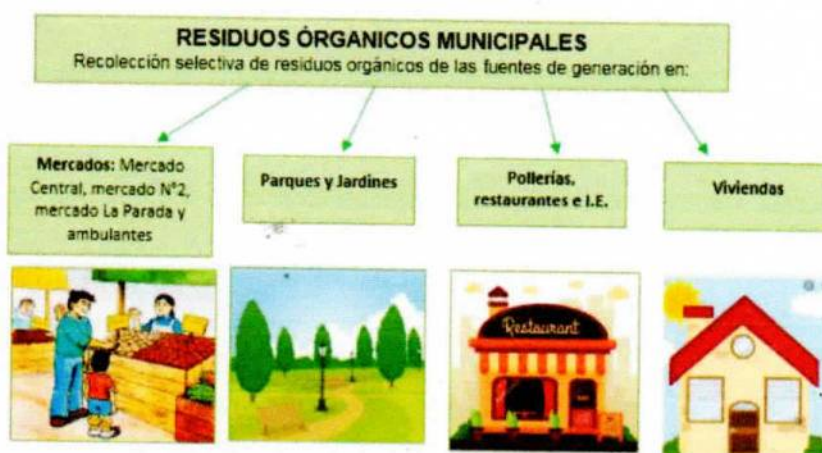 RESIDUOS ÓRGANICOS MUNICIPALES
Recolección selectiva de residuos orgánicos de las fuentes de generación en:
Mercados: Mercado
Central, mercado N°2,
mercado La Parada y
ambulantes
Parques y Jardines
Pollerías,
restaurantes e I.E.
Viviendas
Restaurant